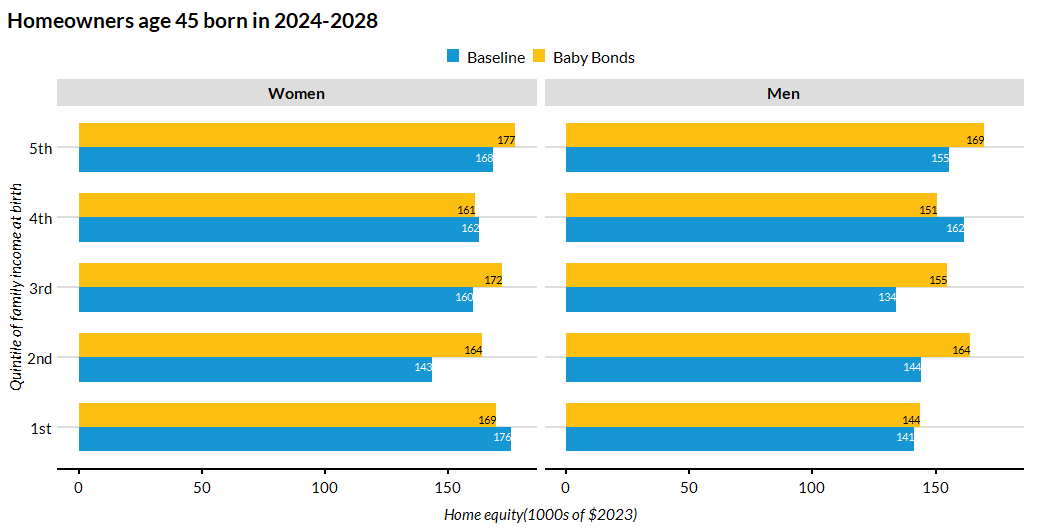 Homeowners age 45 born in 2024-2028
Baseline Baby Bonds
Women Men
Quintile of family income at birth
5th 177 168 169 155
4th 161 162 151 162
3rd 172 160 155 134
2nd 164 143 164 144
1st 169 176 144 141
0 50 100 150 0 50 100 150
Home equity(1000s of $2023)